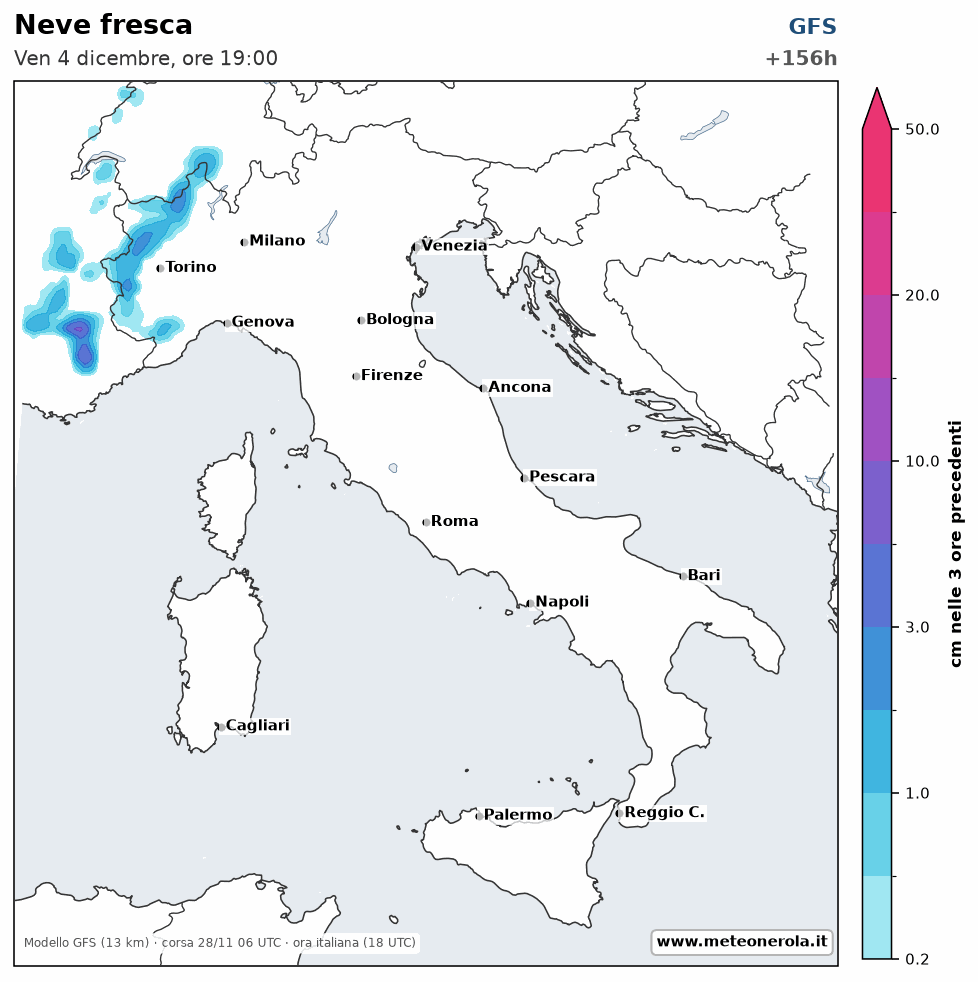 Neve fresca
GFS
Ven 4 dicembre, ore 19:00
+156h
Milano
Venezia
Torino
Genova
Bologna
Firenze
Ancona
Pescara
Roma
Bari
Napoli
Cagliari
Palermo
Reggio C.
Modello GFS (13 km) · corsa 28/11 06 UTC · ora italiana (18 UTC)
www.meteonerola.it
50.0
20.0
10.0
3.0
1.0
0.2
cm nelle 3 ore precedenti